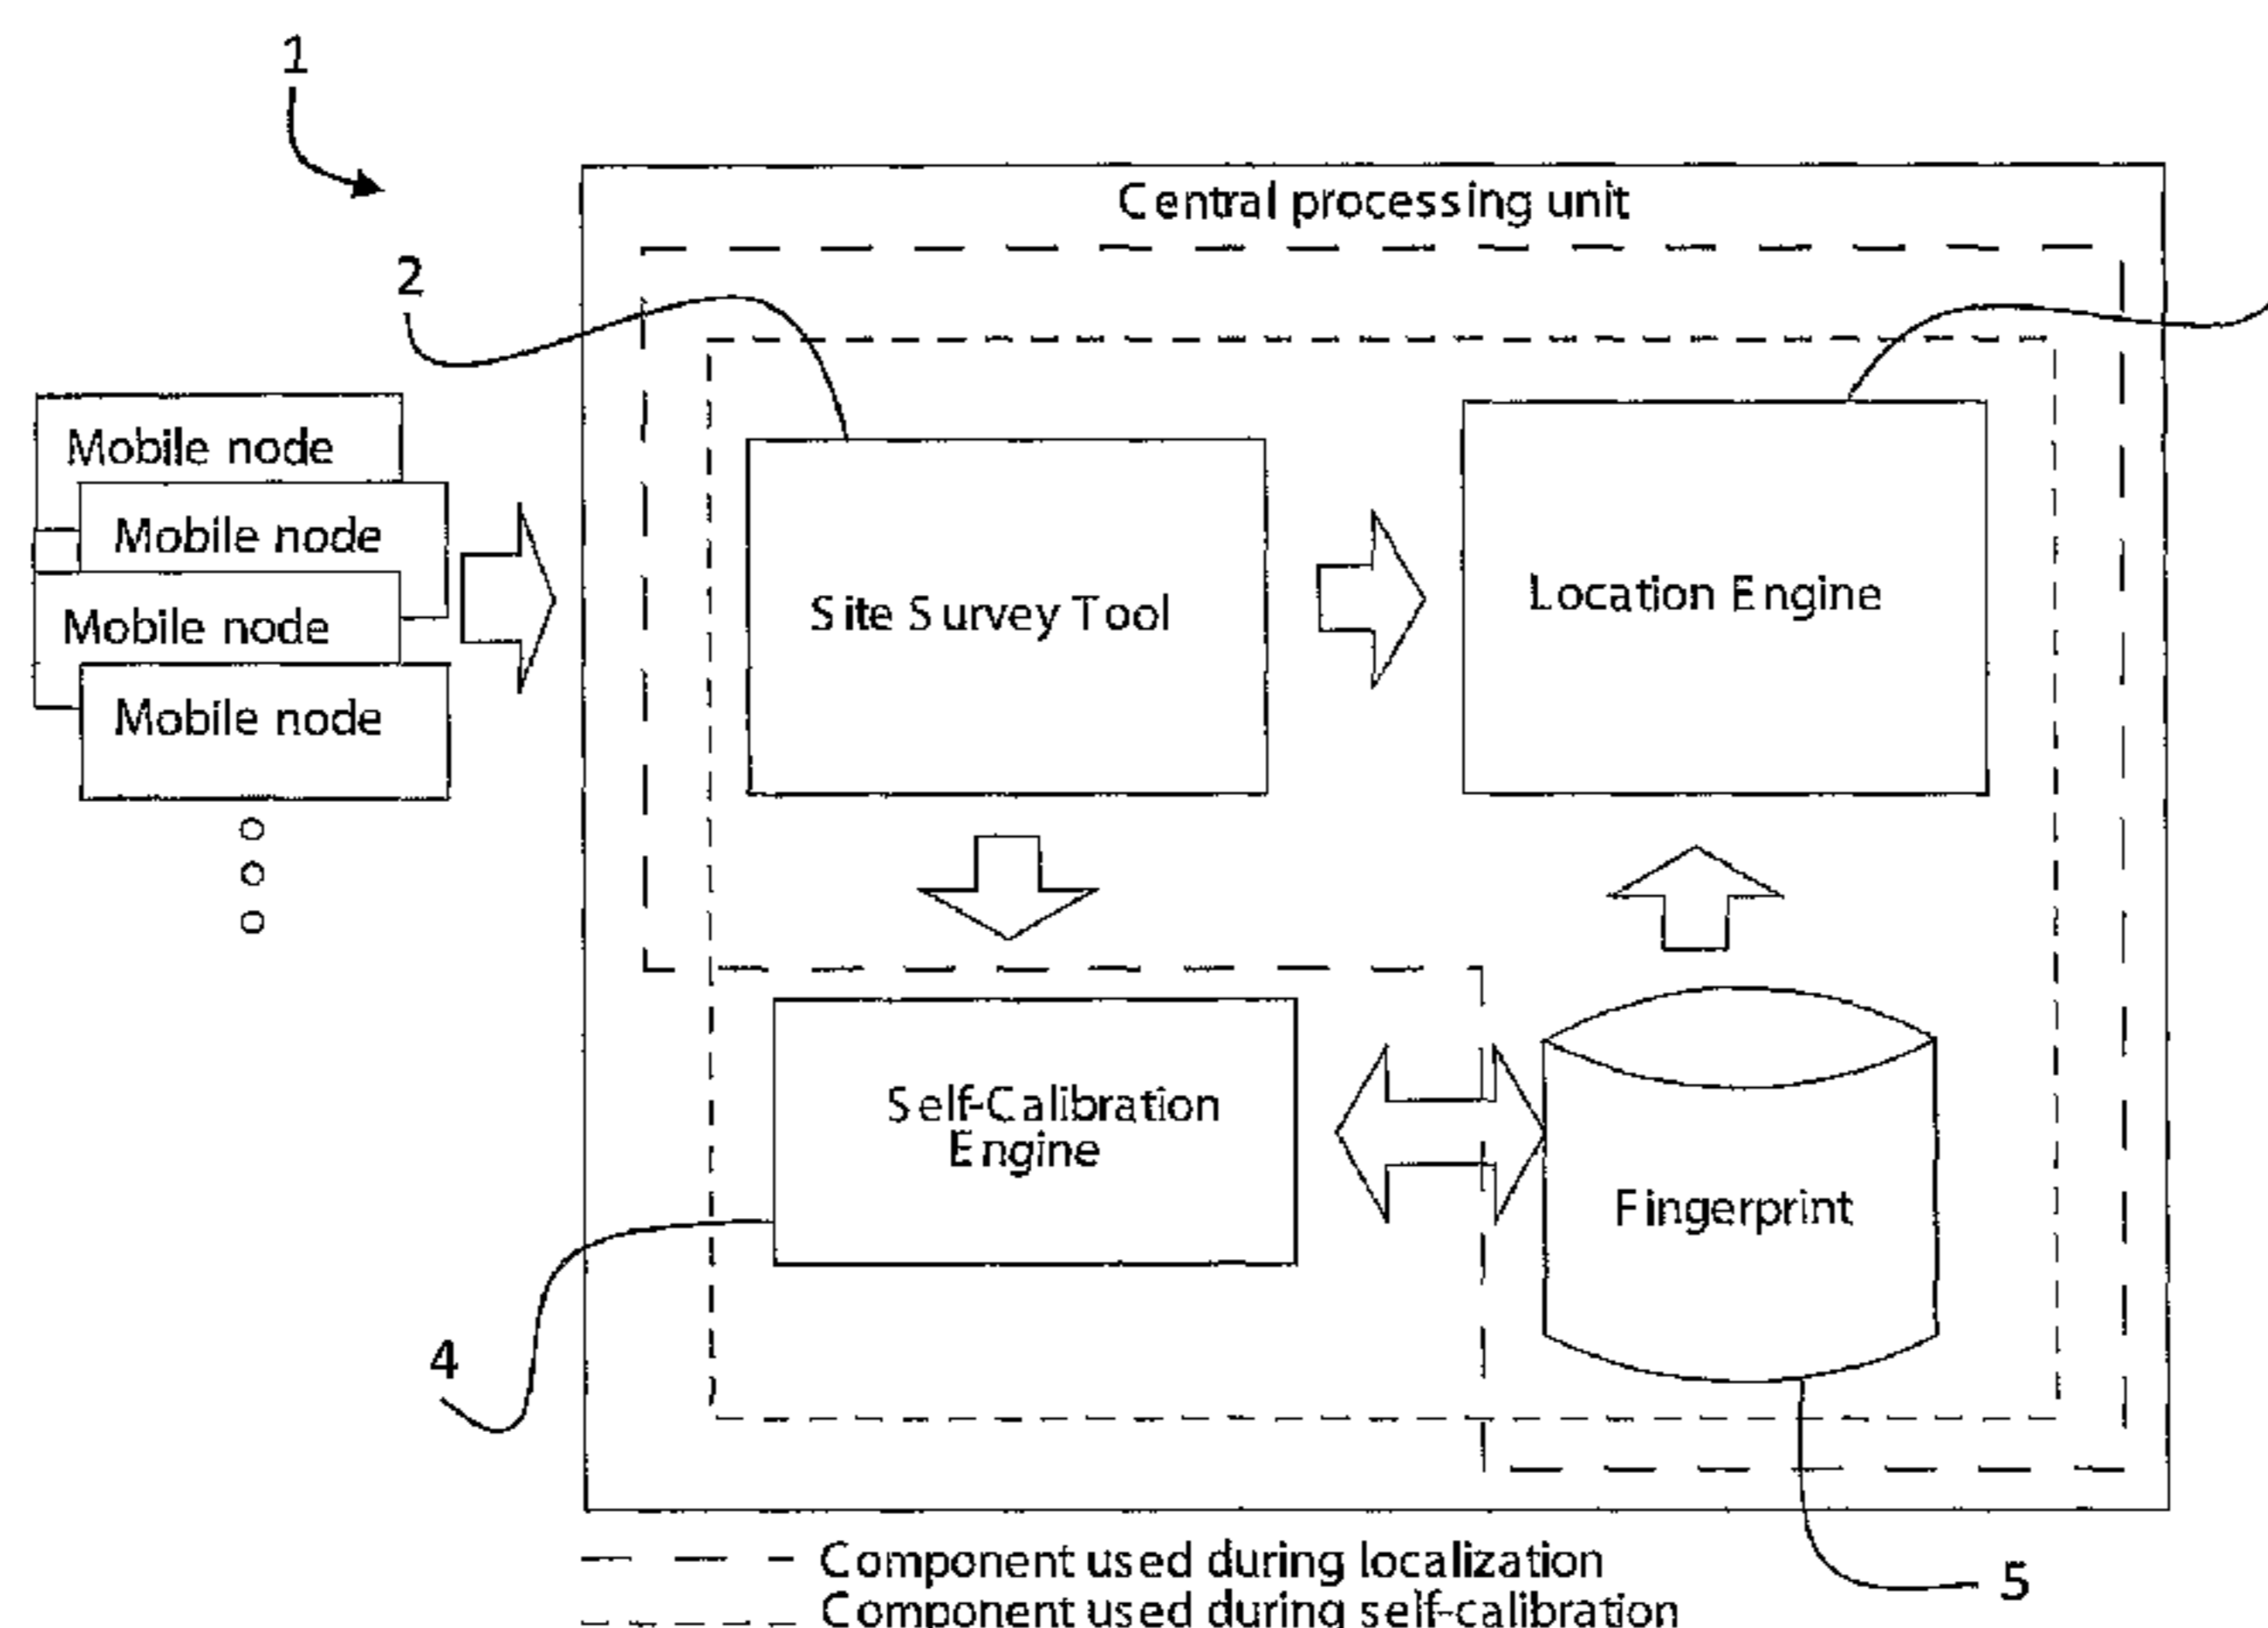 1
Central processing unit
2
Mobile node
Mobile node
Mobile node
Mobile node
Site Survey Tool
Location Engine
Self-Calibration
Engine
Fingerprint
4
5
Component used during localization
Component used during self-calibration